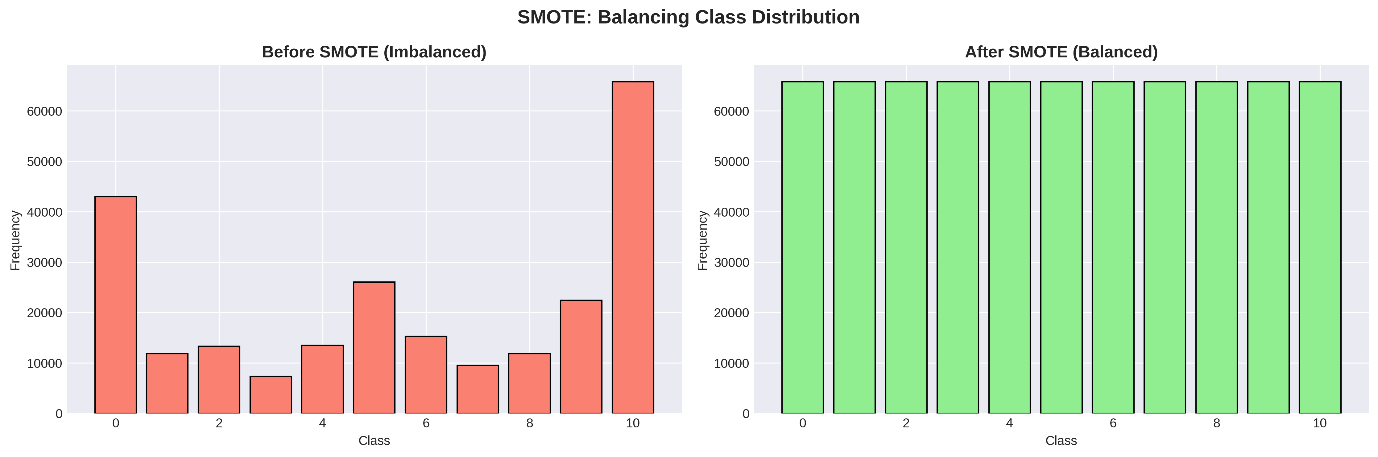 SMOTE: Balancing Class Distribution
Before SMOTE (Imbalanced)
Frequency
60000
50000
40000
30000
20000
10000
0
0 2 4 6 8 10
Class
After SMOTE (Balanced)
Frequency
60000
50000
40000
30000
20000
10000
0
0 2 4 6 8 10
Class